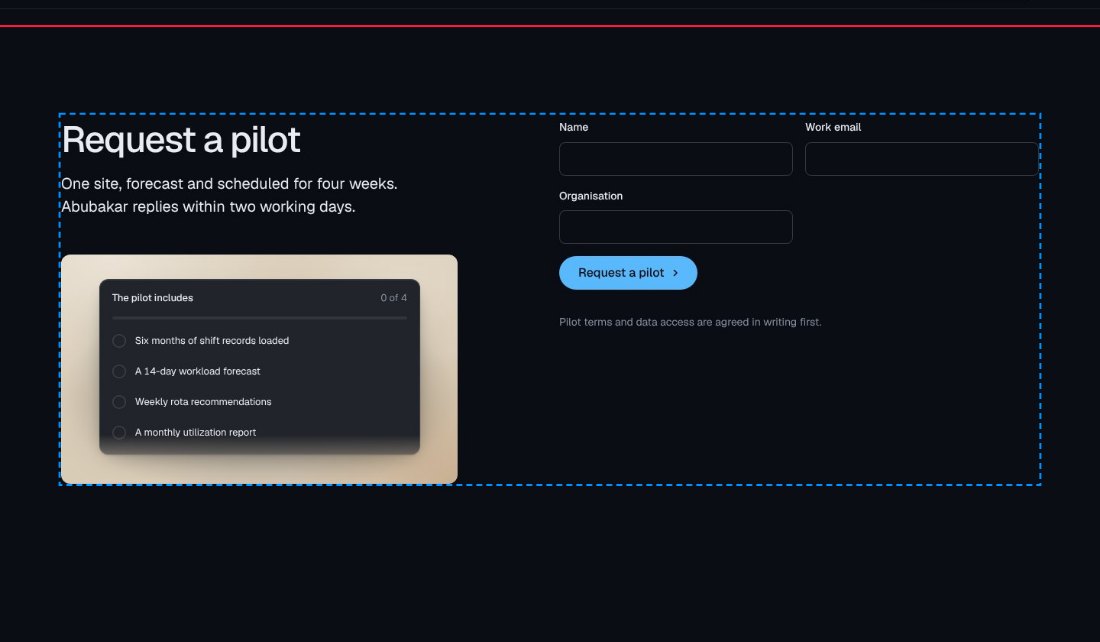 Request a pilot
One site, forecast and scheduled for four weeks.
Abubakar replies within two working days.
The pilot includes
0 of 4
Six months of shift records loaded
A 14-day workload forecast
Weekly rota recommendations
A monthly utilization report
Name
Work email
Organisation
Request a pilot
Pilot terms and data access are agreed in writing first.